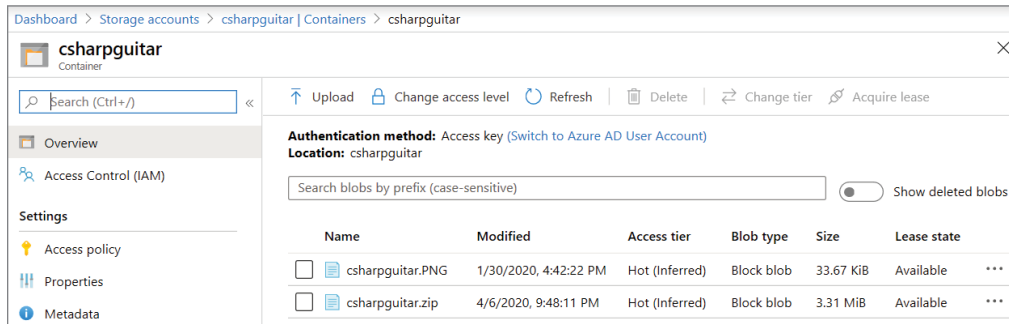 Dashboard > Storage accounts > csharpguitar | Containers > csharpguitar
csharpguitar
Container
Search (Ctrl+/)
Overview
Access Control (IAM)
Settings
Access policy
Properties
Metadata
Upload Change access level Refresh Delete Change tier Acquire lease
Authentication method: Access key (Switch to Azure AD User Account)
Location: csharpguitar
Search blobs by prefix (case-sensitive) Show deleted blobs
Name Modified Access tier Blob type Size Lease state
csharpguitar.PNG 1/30/2020, 4:42:22 PM Hot (Inferred) Block blob 33.67 KiB Available ...
csharpguitar.zip 4/6/2020, 9:48:11 PM Hot (Inferred) Block blob 3.31 MiB Available ...